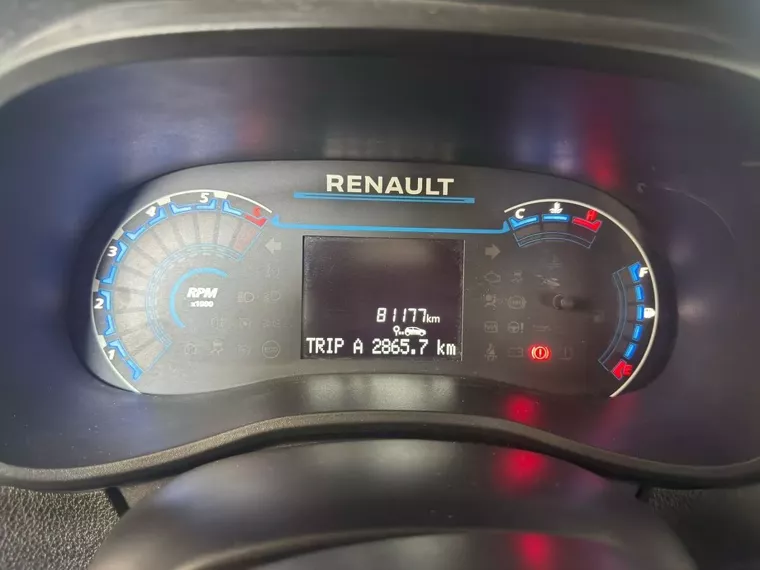 RENAULT
5
4
3
2
1
RPM
x1000
C
H
F
81177km
TRIP A 2865.7 km